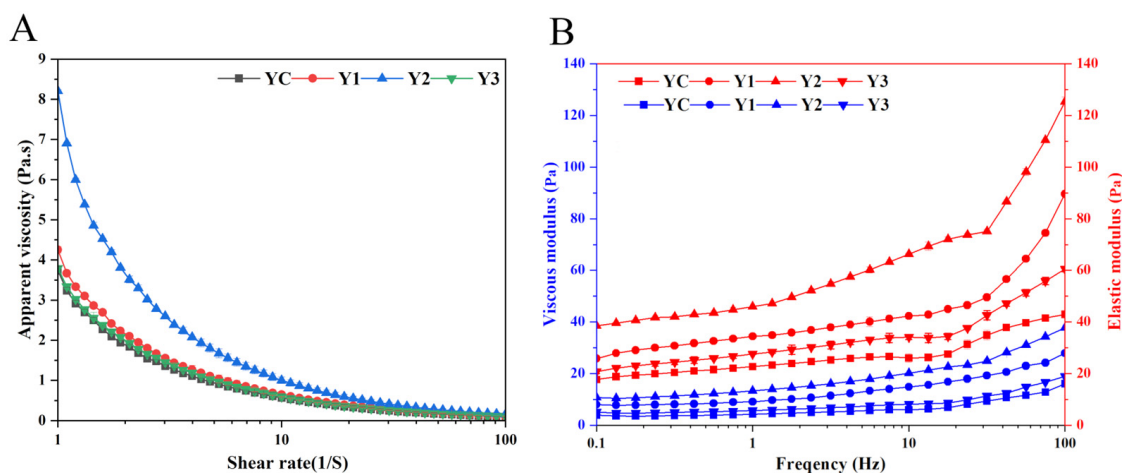 A
9
8
7
6
5
4
3
2
1
0
Apparent viscosity (Pa.s)
YC Y1 Y2 Y3
1 10 100
Shear rate(1/S)
B
140
120
100
80
60
40
20
0
Viscous modulus (Pa)
YC Y1 Y2 Y3
YC Y1 Y2 Y3
140
120
100
80
60
40
20
0
Elastic modulus (Pa)
0.1 1 10 100
Freqency (Hz)